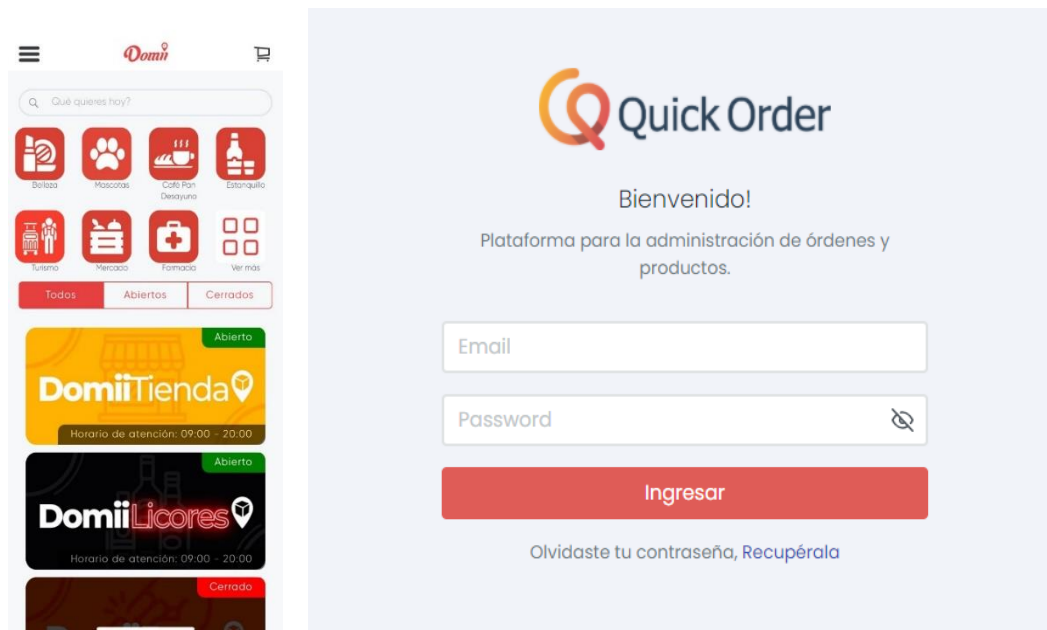 Domii
Qué quieres hoy?
Belleza
Mascotas
Café Pan
Desayuno
Estanquillo
Turismo
Mercado
Farmacia
Ver más
Todos
Abiertos
Cerrados
Abierto
DomiiTienda
Horario de atención: 09:00 - 20:00
Abierto
DomiiLicores
Horario de atención: 09:00 - 20:00
Cerrado
Quick Order
Bienvenido!
Plataforma para la administración de órdenes y
productos.
Email
Password
Ingresar
Olvidaste tu contraseña, Recupérala